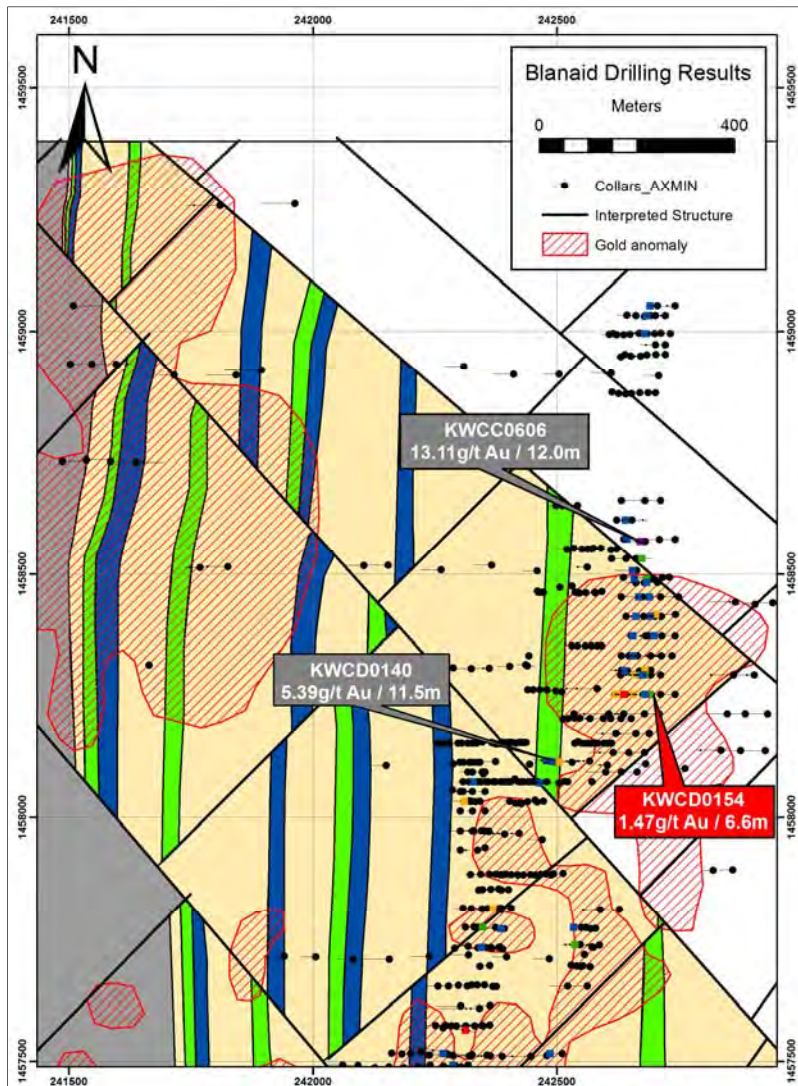 241500 242000 242500
1459500 1459500
N
Blanaid Drilling Results
Meters
0 400
Collars_AXMIN
Interpreted Structure
Gold anomaly
1459000 1459000
KWCC0606
13.11g/t Au / 12.0m
1458500 1458500
KWCD0140
5.39g/t Au / 11.5m
KWCD0154
1.47g/t Au / 6.6m
1458000 1458000
1457500 1457500
241500 242000 242500